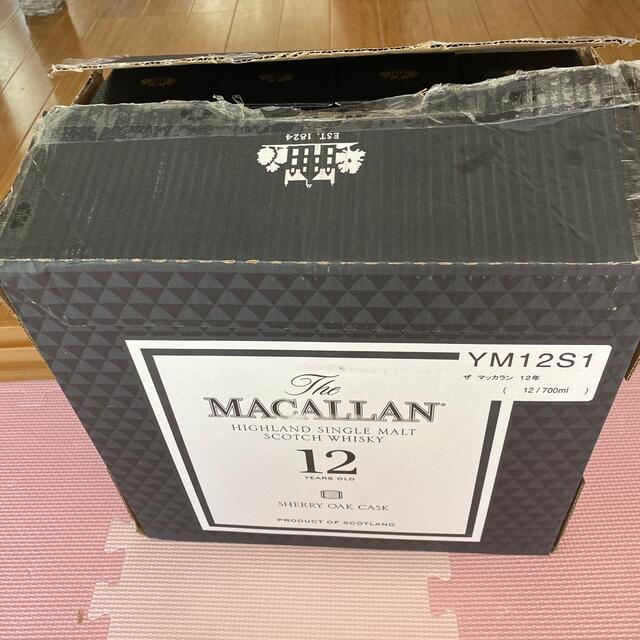 EST. 1824
YM12S1
ザ マッカラン 12年
( 12 / 700ml )
The
MACALLAN
HIGHLAND SINGLE MALT
SCOTCH WHISKY
12
YEARS OLD
SHERRY OAK CASK
PRODUCT OF SCOTLAND